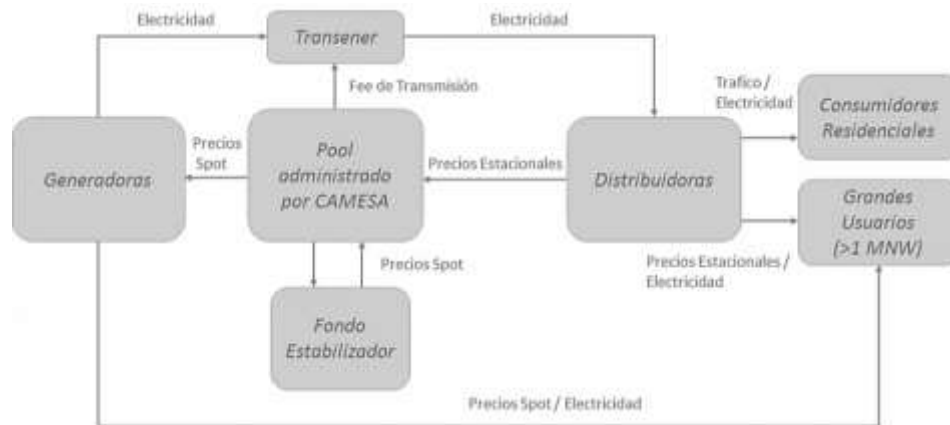 Electricidad
Electricidad
Transener
Fee de Transmisión
Trafico /
Electricidad
Consumidores
Residenciales
Generadoras
Precios
Spot
Pool
administrado
por CAMESA
Precios Estacionales
Distribuidoras
Grandes
Usuarios
(>1 MNW)
Precios Spot
Precios Estacionales /
Electricidad
Fondo
Estabilizador
Precios Spot / Electricidad